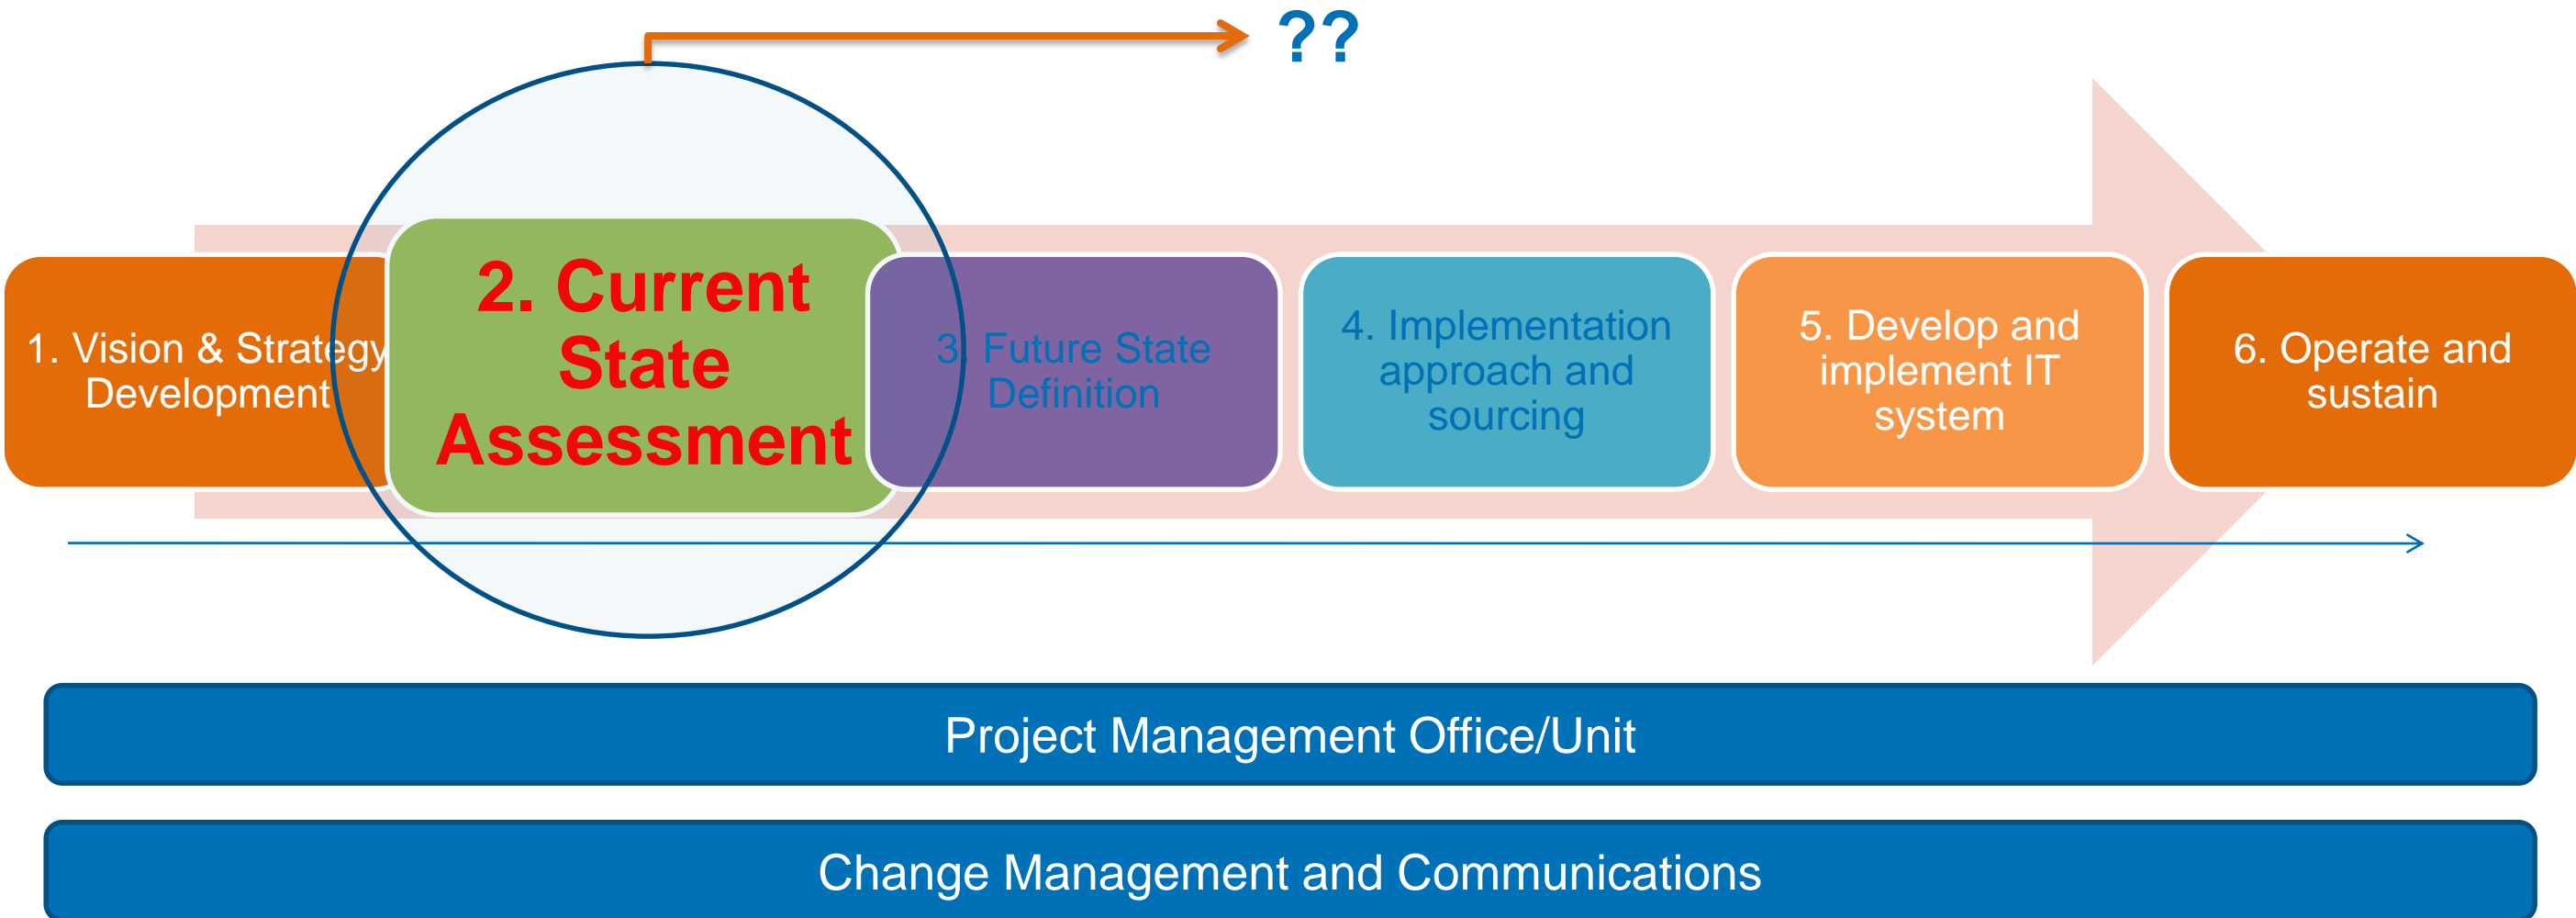 ??
1. Vision & Strategy
Development
2. Current
State
Assessment
3. Future State
Definition
4. Implementation
approach and
sourcing
5. Develop and
implement IT
system
6. Operate and
sustain
Project Management Office/Unit
Change Management and Communications